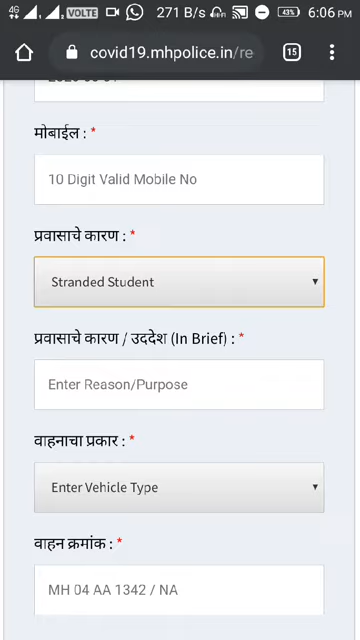 4G VOLTE 271 B/s 43% 6:06 PM
covid19.mhpolice.in/re 15
मोबाईल : *
10 Digit Valid Mobile No
प्रवासाचे कारण : *
Stranded Student
प्रवासाचे कारण / उददेश (In Brief) : *
Enter Reason/Purpose
वाहनाचा प्रकार : *
Enter Vehicle Type
वाहन क्रमांक : *
MH 04 AA 1342 / NA